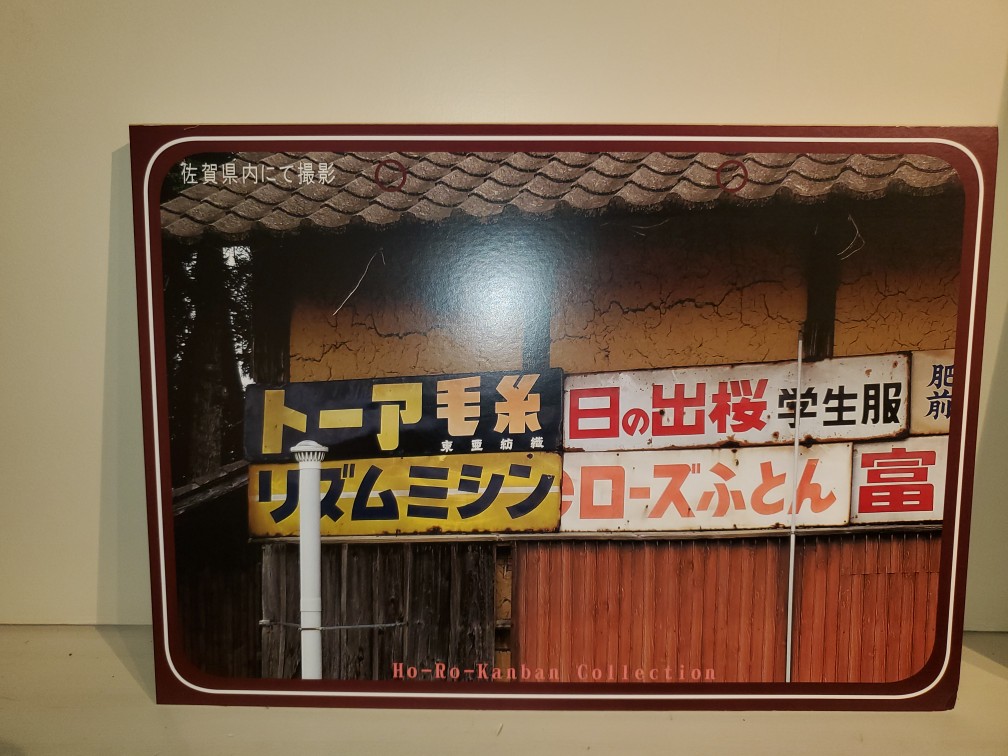 佐賀県内にて撮影
トーア毛糸
東亜紡織
日の出桜学生服
肥前
リズムミシン
ローズふとん
富
Ho-Ro-Kanban Collection